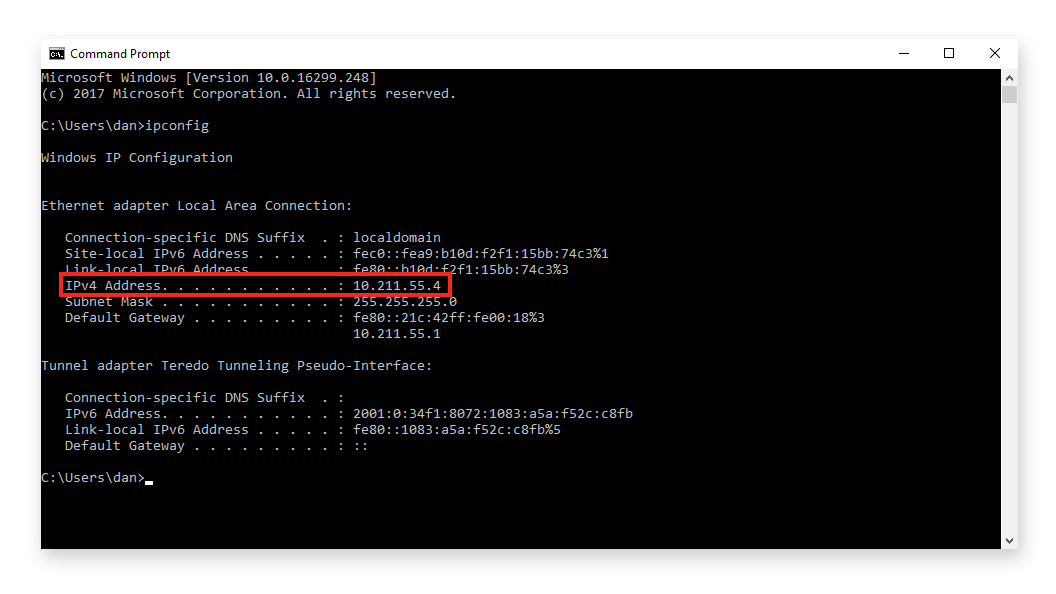 Command Prompt
Microsoft Windows [Version 10.0.16299.248]
(c) 2017 Microsoft Corporation. All rights reserved.
C:\Users\dan>ipconfig
Windows IP Configuration
Ethernet adapter Local Area Connection:
Connection-specific DNS Suffix  . : localdomain
Site-local IPv6 Address . . . . . : fec0::fea9:b10d:f2f1:15bb:74c3%1
Link-local IPv6 Address . . . . . : fe80::b10d:f2f1:15bb:74c3%3
IPv4 Address. . . . . . . . . . . : 10.211.55.4
Subnet Mask . . . . . . . . . . . : 255.255.255.0
Default Gateway . . . . . . . . . : fe80::21c:42ff:fe00:18%3
10.211.55.1
Tunnel adapter Teredo Tunneling Pseudo-Interface:
Connection-specific DNS Suffix  . :
IPv6 Address. . . . . . . . . . . : 2001:0:34f1:8072:1083:a5a:f52c:c8fb
Link-local IPv6 Address . . . . . : fe80::1083:a5a:f52c:c8fb%5
Default Gateway . . . . . . . . . : ::
C:\Users\dan>